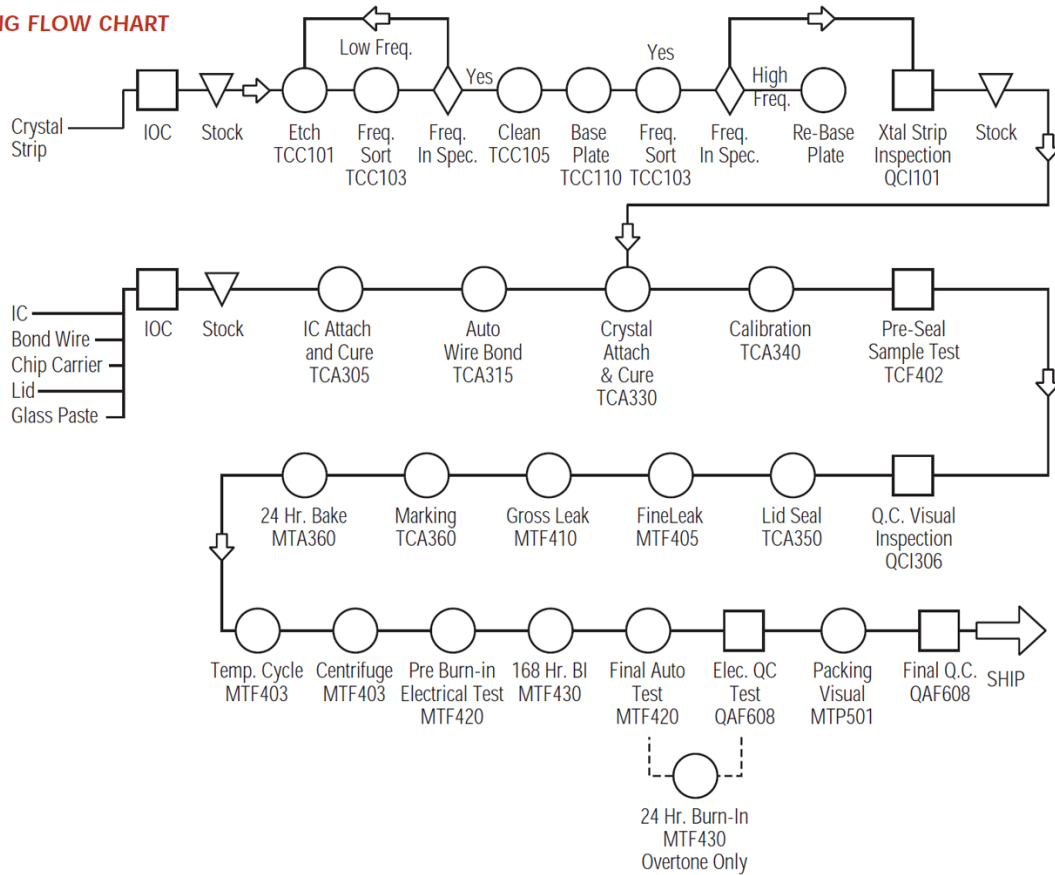 NG FLOW CHART
Low Freq.
Yes
Yes
High
Freq.
Crystal
Strip
IOC
Stock
Etch
TCC101
Freq.
Sort
TCC103
Freq.
In Spec.
Clean
TCC105
Base
Plate
TCC110
Freq.
Sort
TCC103
Freq.
In Spec.
Re-Base
Plate
Xtal Strip
Inspection
QCI101
Stock
IC
Bond Wire
Chip Carrier
Lid
Glass Paste
IOC
Stock
IC Attach
and Cure
TCA305
Auto
Wire Bond
TCA315
Crystal
Attach
& Cure
TCA330
Calibration
TCA340
Pre-Seal
Sample Test
TCF402
24 Hr. Bake
MTA360
Marking
TCA360
Gross Leak
MTF410
FineLeak
MTF405
Lid Seal
TCA350
Q.C. Visual
Inspection
QCI306
Temp. Cycle
MTF403
Centrifuge
MTF403
Pre Burn-in
Electrical Test
MTF420
168 Hr. BI
MTF430
Final Auto
Test
MTF420
Elec. QC
Test
QAF608
Packing
Visual
MTP501
Final Q.C.
QAF608
SHIP
24 Hr. Burn-In
MTF430
Overtone Only